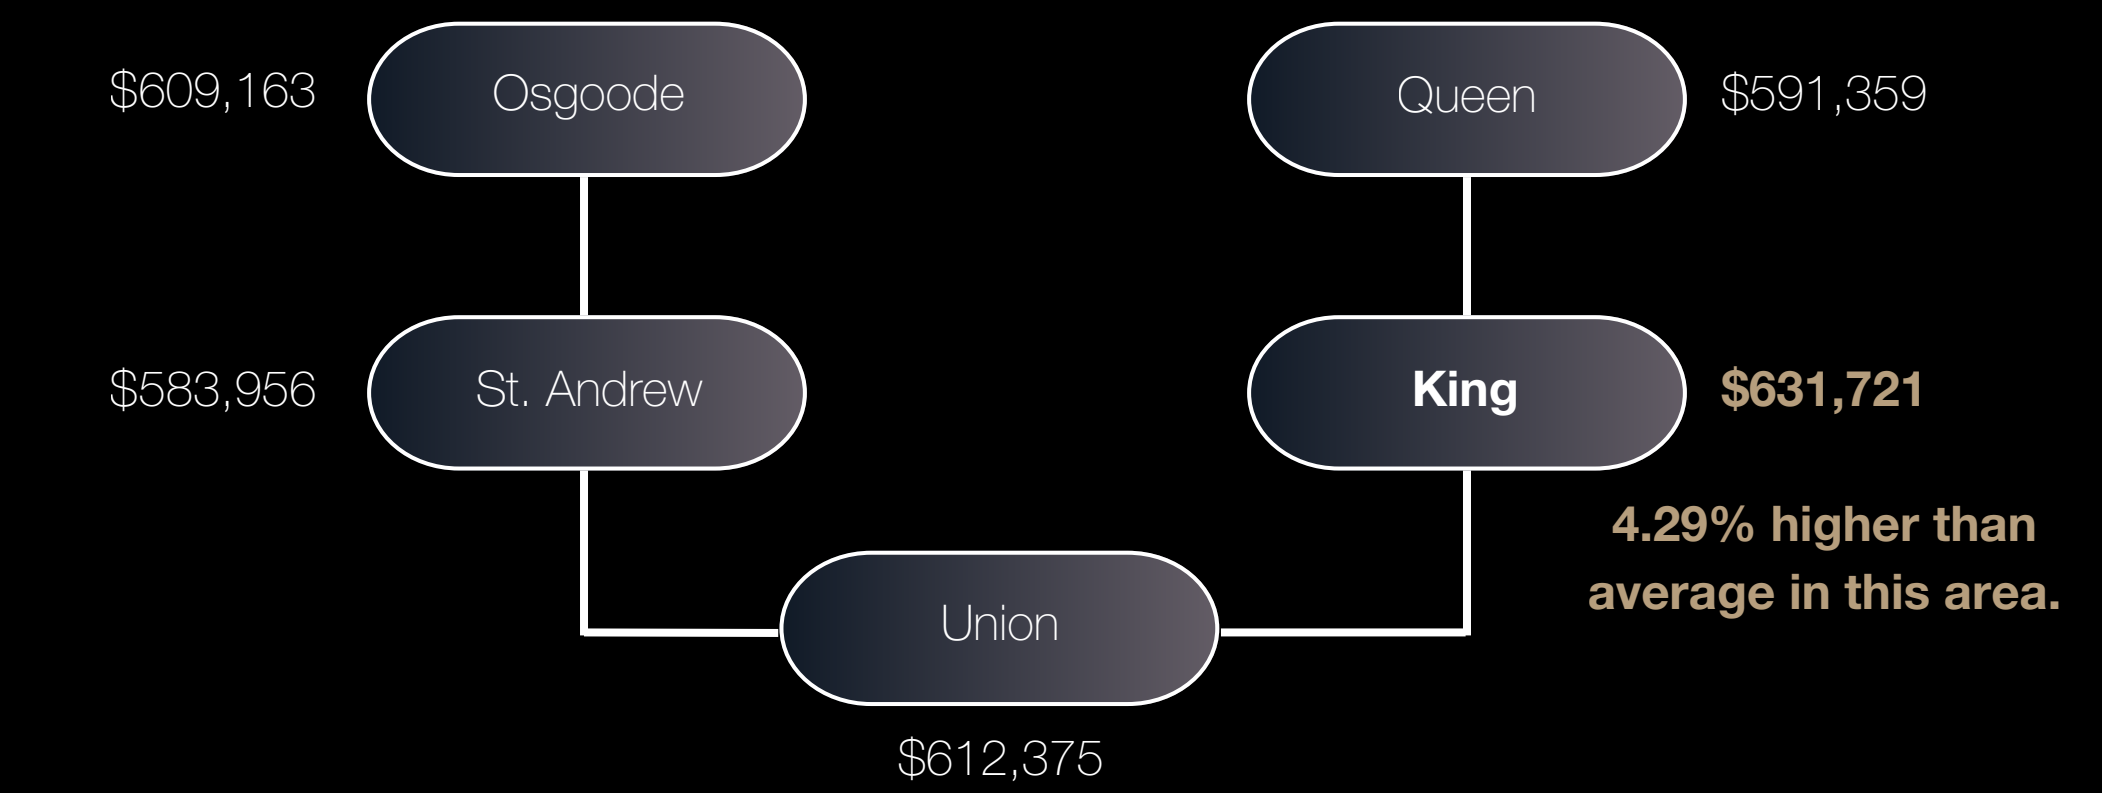 $609,163
Osgoode
Queen
$591,359
$583,956
St. Andrew
King
$631,721
4.29% higher than
average in this area.
Union
$612,375